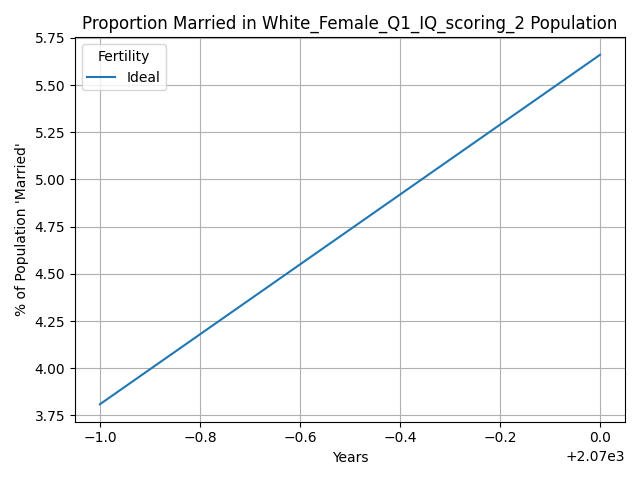 Proportion Married in White_Female_Q1_IQ_scoring_2 Population
5.75
5.50
5.25
5.00
4.75
4.50
4.25
4.00
3.75
% of Population 'Married'
Fertility
Ideal
−1.0 −0.8 −0.6 −0.4 −0.2 0.0
Years
+2.07e3